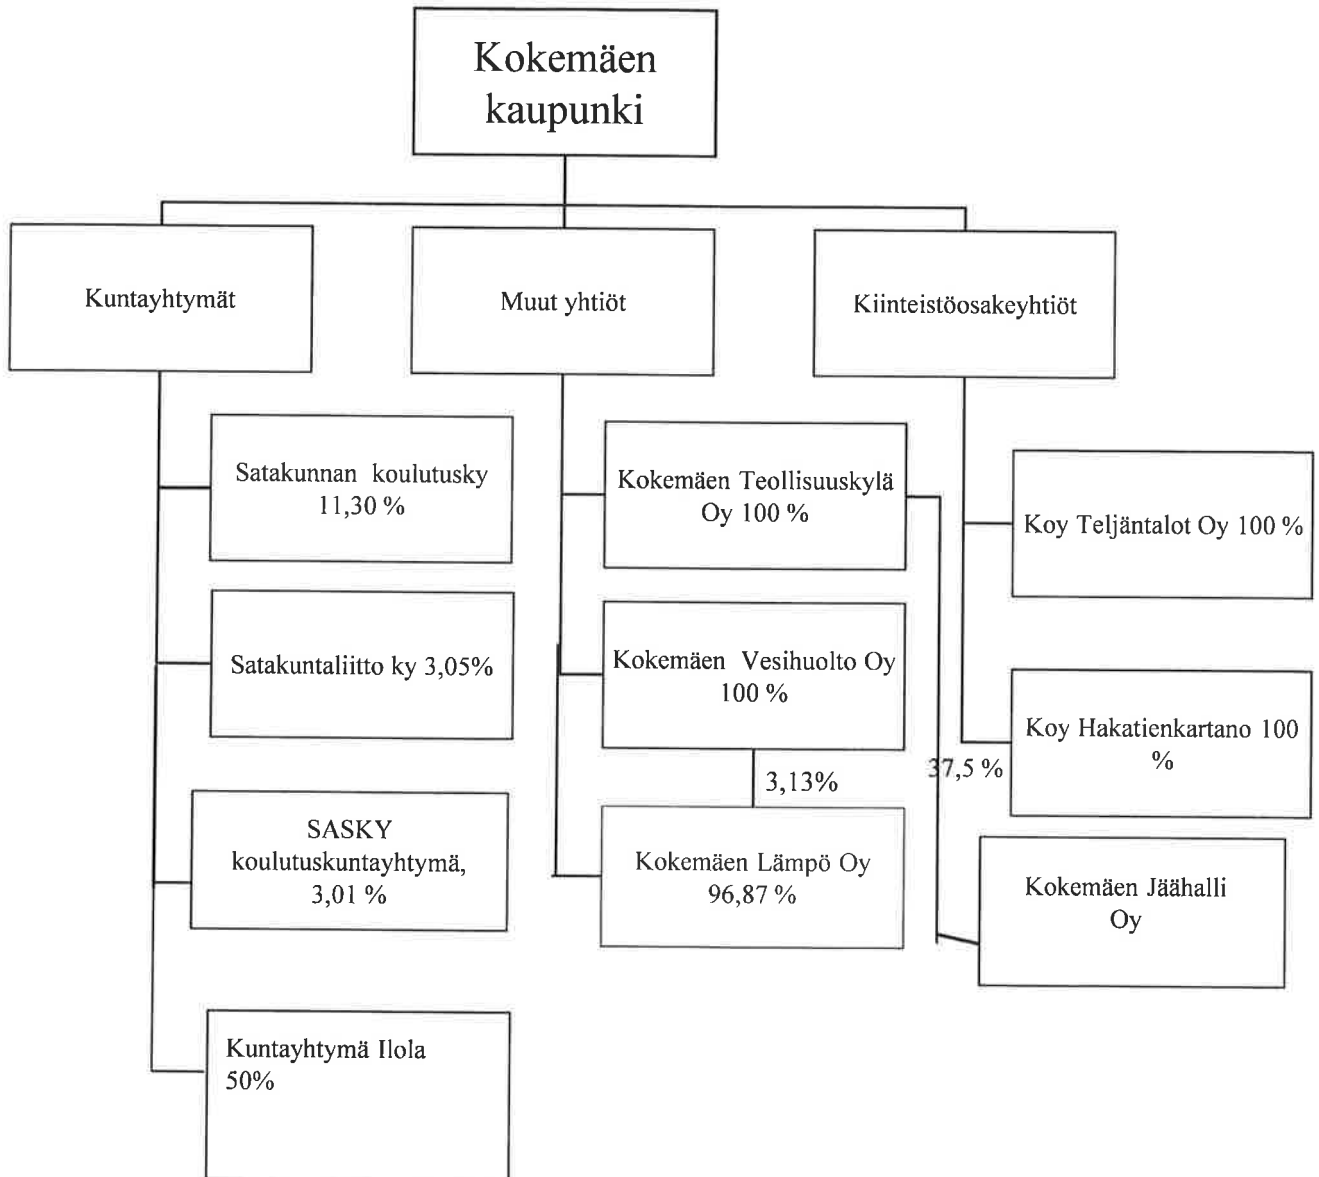 Kokemäen
kaupunki
Kuntayhtymät
Muut yhtiöt
Kiinteistöosakeyhtiöt
Satakunnan koulutusky
11,30 %
Satakuntaliitto ky 3,05%
SASKY
koulutuskuntayhtymä,
3,01 %
Kuntayhtymä Ilola
50%
Kokemäen Teollisuuskylä
Oy 100 %
Kokemäen Vesihuolto Oy
100 %
3,13%
Kokemäen Lämpö Oy
96,87 %
Koy Teljäntalot Oy 100 %
Koy Hakatienkartano 100
%
37,5 %
Kokemäen Jäähalli
Oy